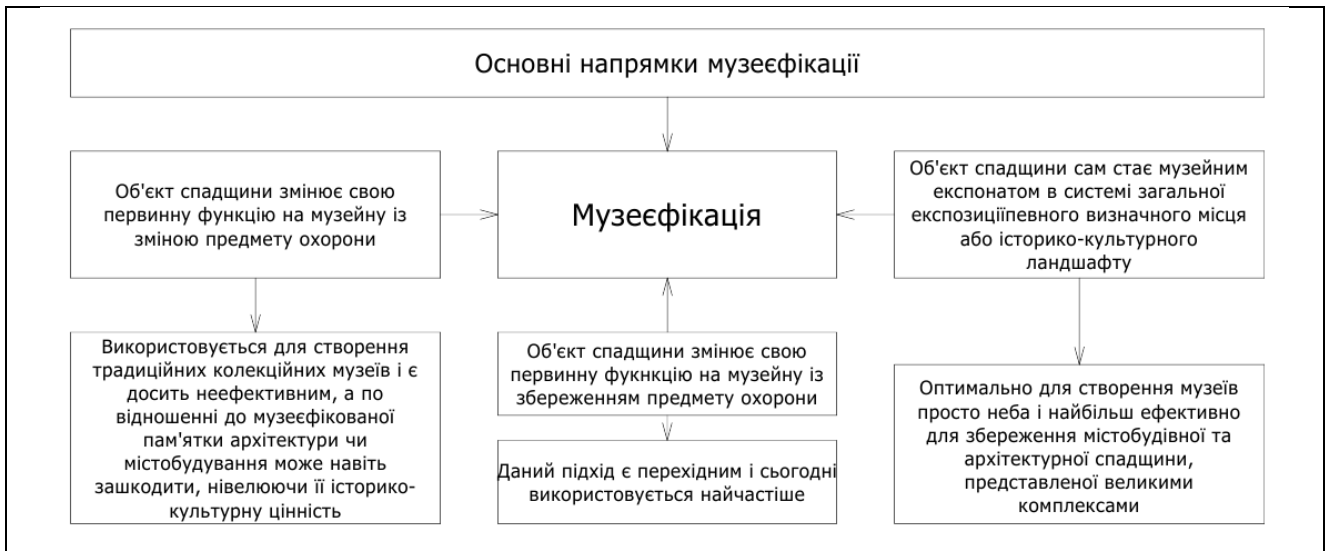 Основні напрямки музеєфікації
Об'єкт спадщини змінює свою
первинну функцію на музейну із
зміною предмету охорони
Музеєфікація
Об'єкт спадщини сам стає музейним
експонатом в системі загальної
експозиціїпевного визначного місця
або історико-культурного
ландшафту
Використовується для створення
традиційних колекційних музеїв і є
досить неефективним, а по
відношенні до музеєфікованої
пам'ятки архітектури чи
містобудування може навіть
зашкодити, нівелюючи її історико-
культурну цінність
Об'єкт спадщини змінює свою
первинну фукнкцію на музейну із
збереженням предмету охорони
Даний підхід є перехідним і сьогодні
використовується найчастіше
Оптимально для створення музеїв
просто неба і найбільш ефективно
для збереження містобудівної та
архітектурної спадщини,
представленої великими
комплексами